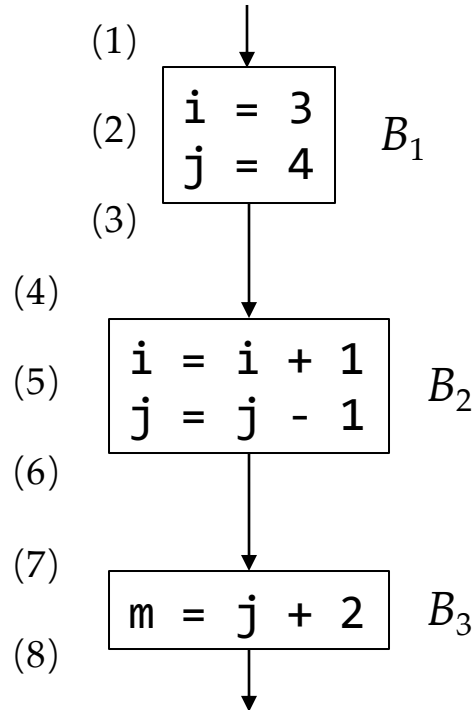 (1)
(2)
(3)
i = 3
j = 4
B1
(4)
(5)
(6)
i = i + 1
j = j - 1
B2
(7)
(8)
m = j + 2
B3